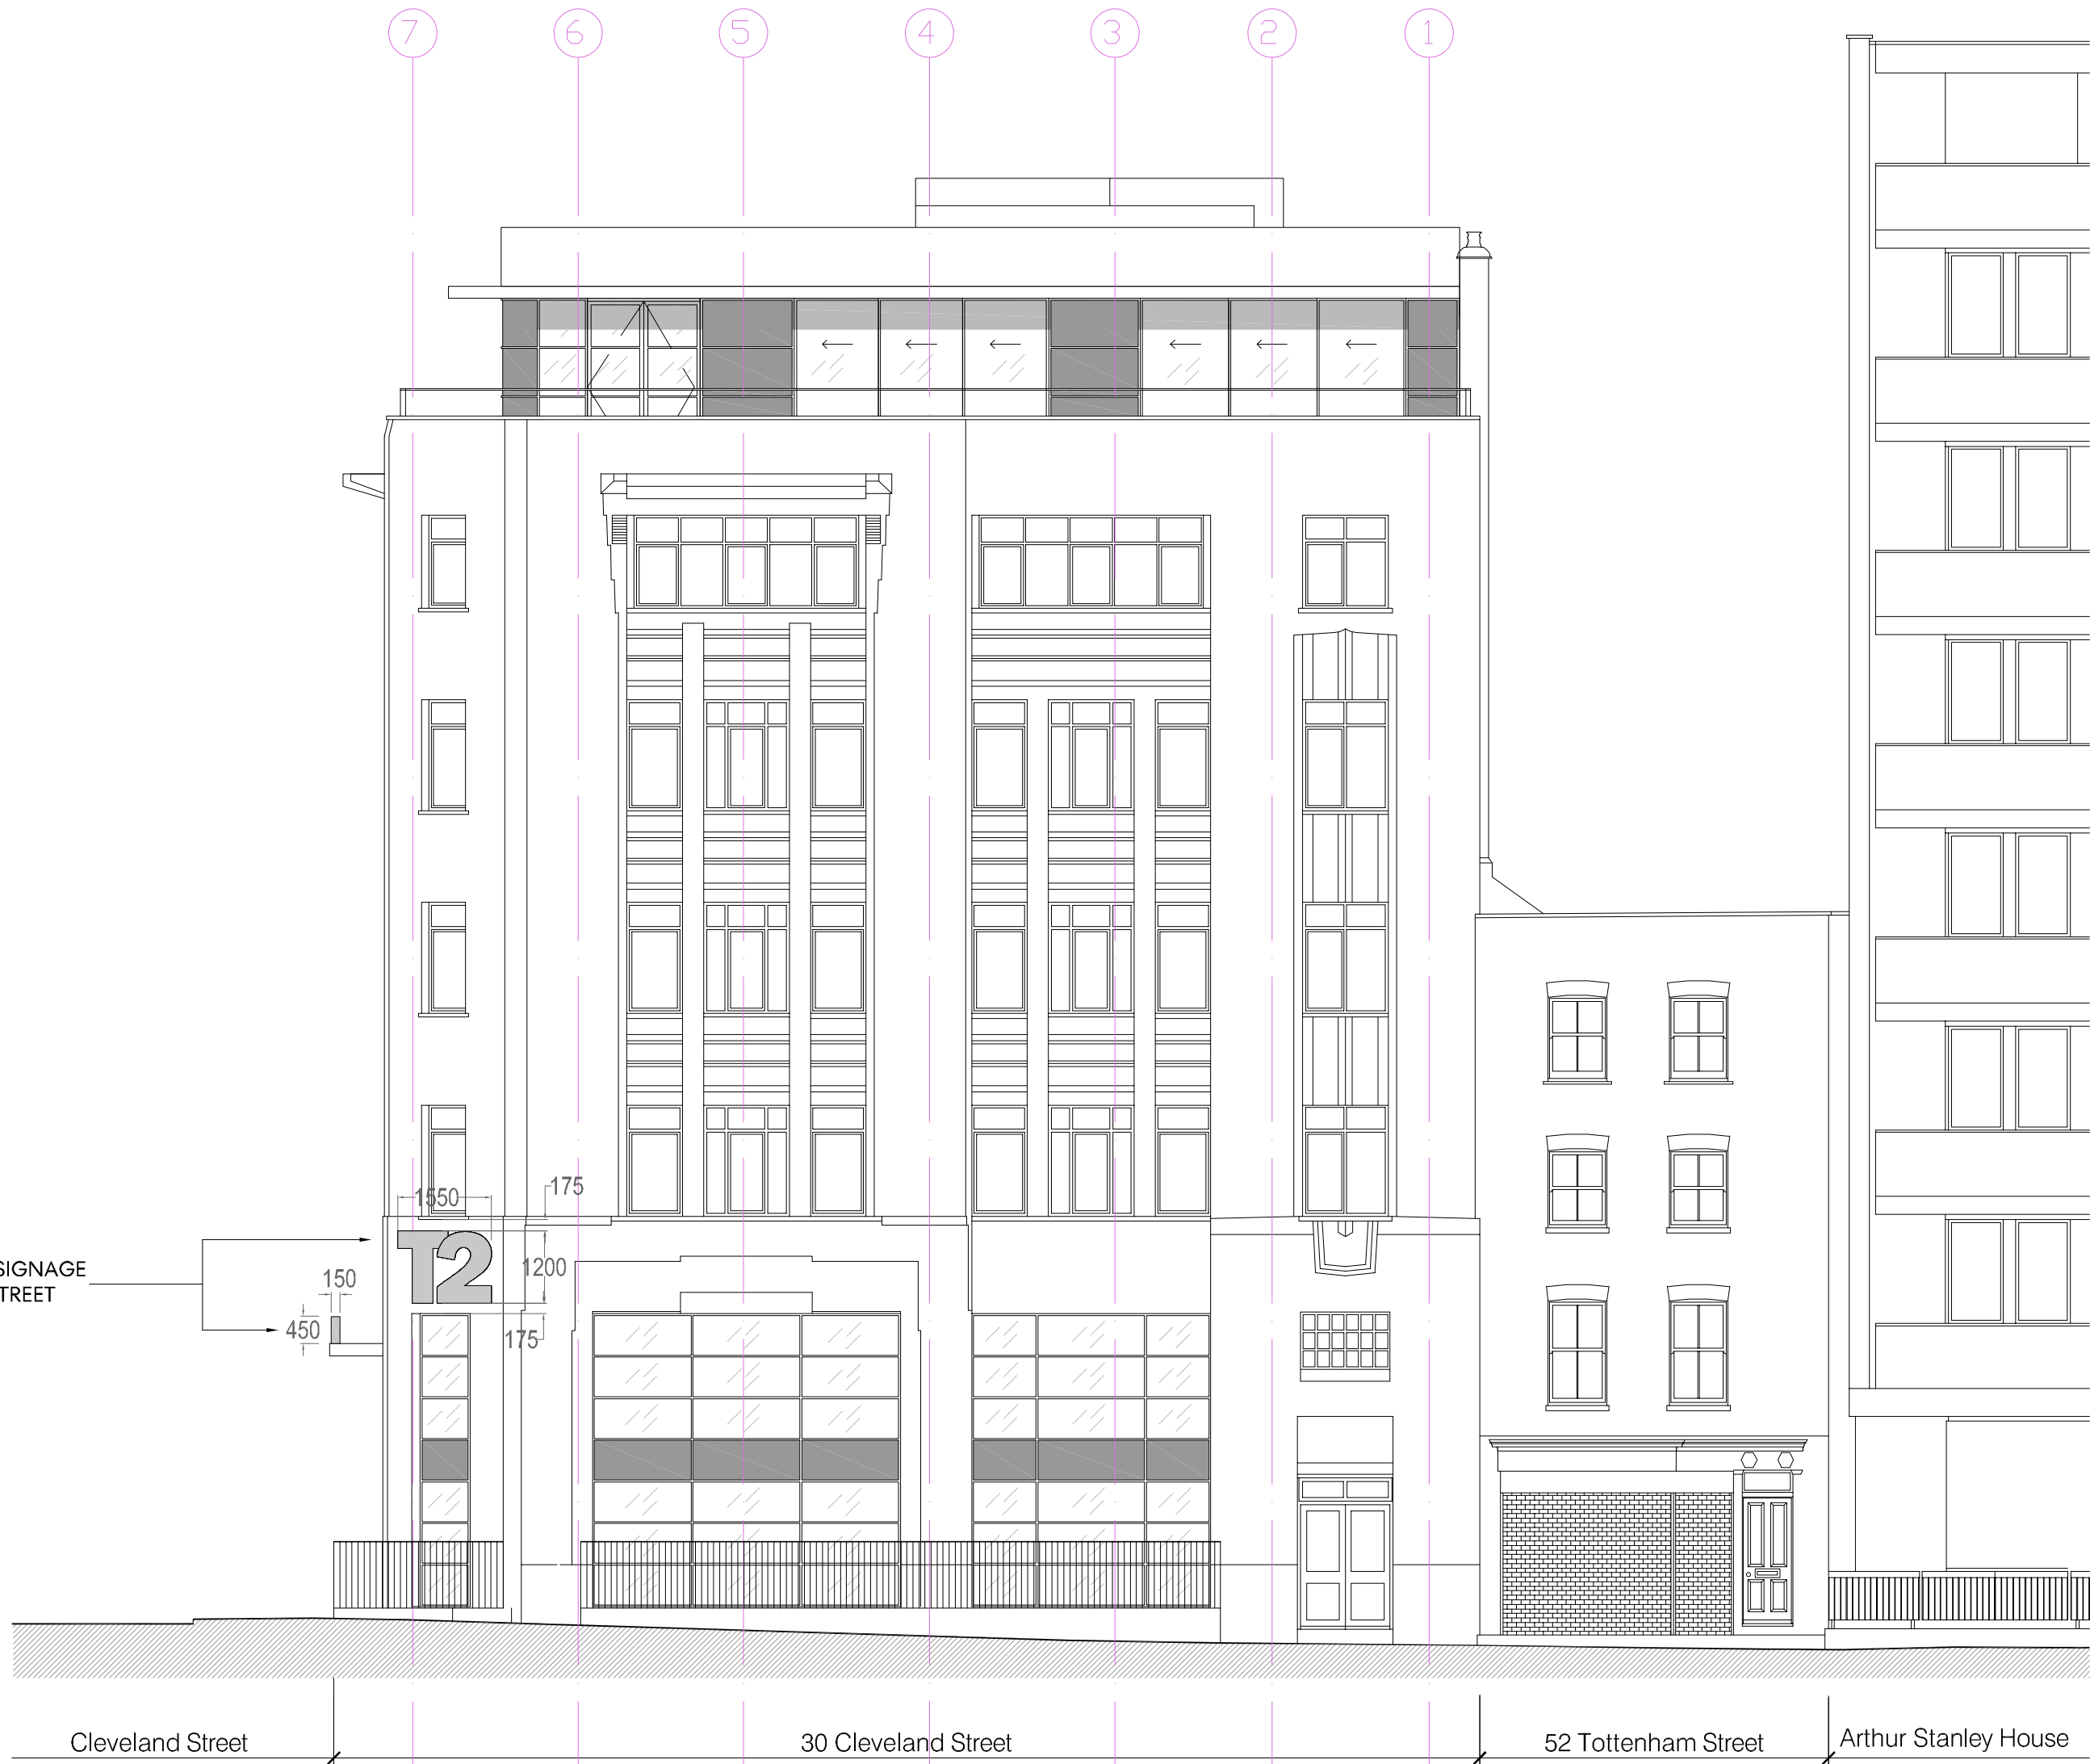 7 6 5 4 3 2 1
1550
175
T2
1200
SIGNAGE
TREET
150
450
175
Cleveland Street
30 Cleveland Street
52 Tottenham Street
Arthur Stanley House